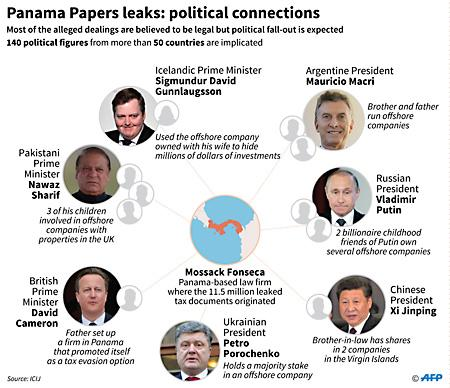 Panama Papers leaks: political connections
Most of the alleged dealings are believed to be legal but political fall-out is expected
140 political figures from more than 50 countries are implicated
Icelandic Prime Minister
Sigmundur David
Gunnlaugsson
Used the offshore company
owned with his wife to hide
millions of dollars of investments
Argentine President
Mauricio Macri
Brother and father
run offshore
companies
Pakistani
Prime
Minister
Nawaz
Sharif
3 of his children
involved in offshore
companies with
properties in the UK
Russian
President
Vladimir
Putin
2 billionaire childhood
friends of Putin own
several offshore companies
Mossack Fonseca
Panama-based law firm
where the 11.5 million leaked
tax documents originated
British
Prime
Minister
David
Cameron
Father set up
a firm in Panama
that promoted itself
as a tax evasion option
Ukrainian
President
Petro
Porochenko
Holds a majority stake
in an offshore company
Chinese
President
Xi Jinping
Brother-in-law has shares
in 2 companies
in the Virgin Islands
Source: ICIJ
© AFP